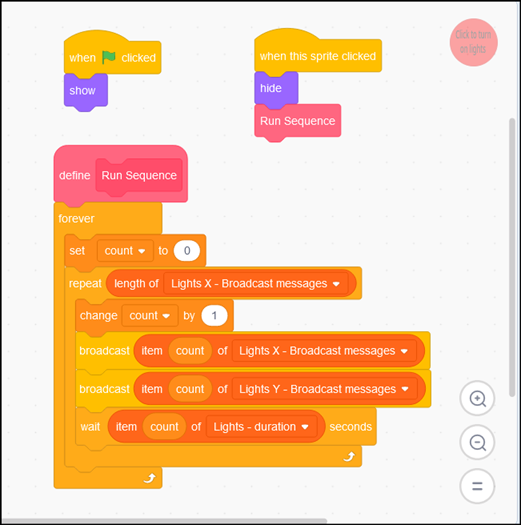 when clicked
show
when this sprite clicked
hide
Run Sequence
Click to turn
on lights
define Run Sequence
forever
set count to 0
repeat length of Lights X - Broadcast messages
change count by 1
broadcast item count of Lights X - Broadcast messages
broadcast item count of Lights Y - Broadcast messages
wait item count of Lights - duration seconds